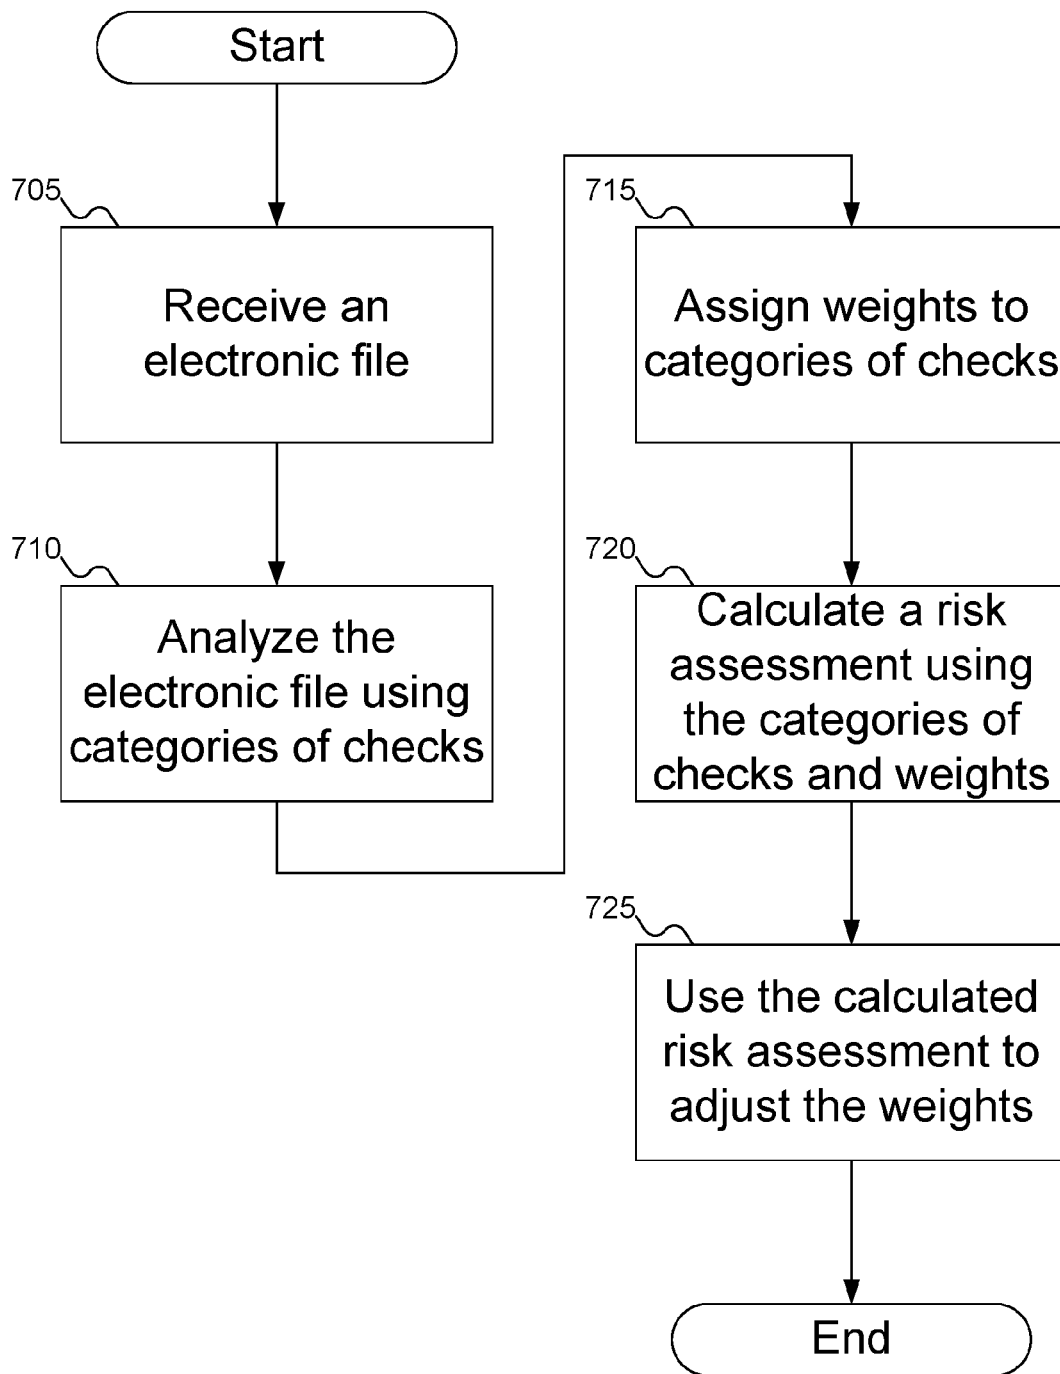 Start
705
Receive an
electronic file
710
Analyze the
electronic file using
categories of checks
715
Assign weights to
categories of checks
720
Calculate a risk
assessment using
the categories of
checks and weights
725
Use the calculated
risk assessment to
adjust the weights
End